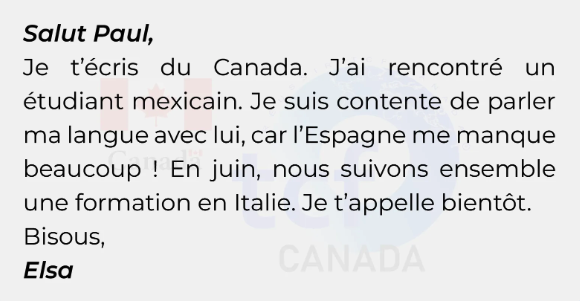 Salut Paul,
Je t’écris du Canada. J’ai rencontré un
étudiant mexicain. Je suis contente de parler
ma langue avec lui, car l’Espagne me manque
beaucoup ! En juin, nous suivons ensemble
une formation en Italie. Je t’appelle bientôt.
Bisous,
Elsa
Canada
tcf
CANADA